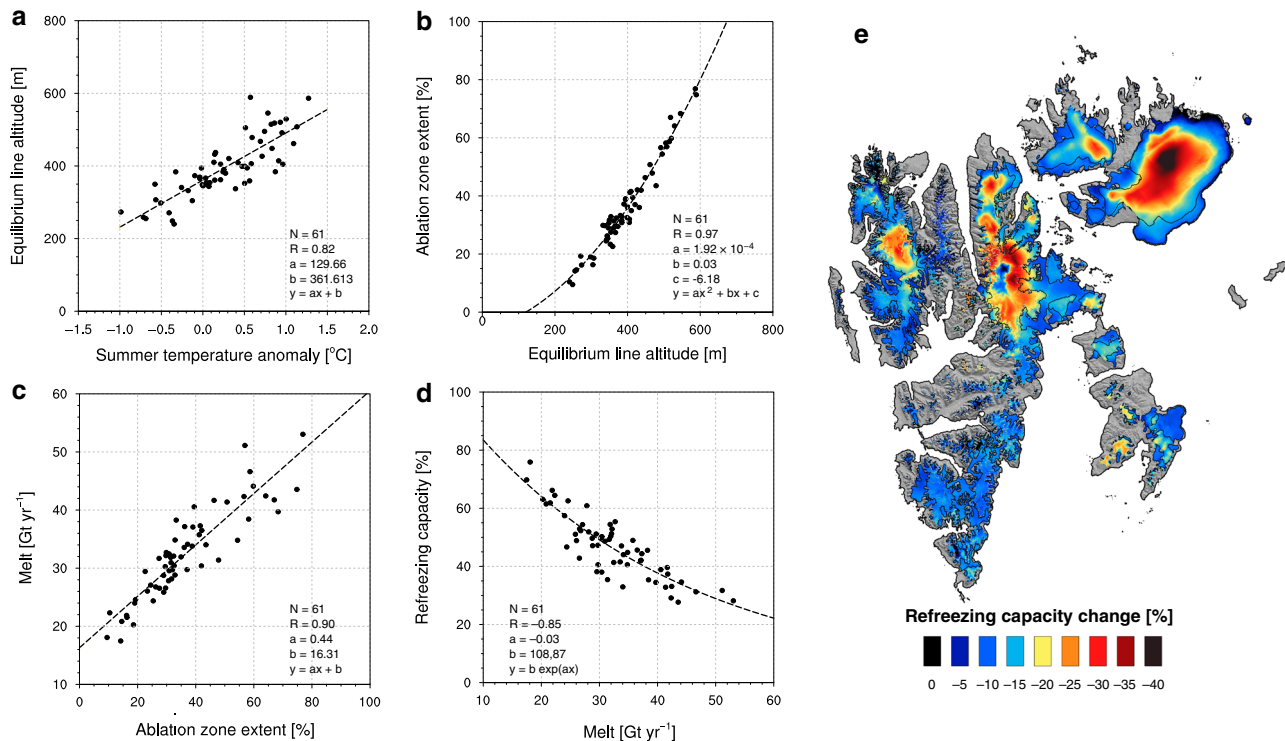 a
800
600
400
200
0
−1.5
−1.0
−0.5
0.0
0.5
1.0
1.5
2.0
Equilibrium line altitude [m]
Summer temperature anomaly [°C]
N = 61
R = 0.82
a = 129.66
b = 361.613
y = ax + b
b
100
80
60
40
20
0
0
200
400
600
800
Ablation zone extent [%]
Equilibrium line altitude [m]
N = 61
R = 0.97
a = 1.92 × 10⁻⁴
b = 0.03
c = -6.18
y = ax² + bx + c
c
60
50
40
30
20
10
0
20
40
60
80
100
Melt [Gt yr⁻¹]
Ablation zone extent [%]
N = 61
R = 0.90
a = 0.44
b = 16.31
y = ax + b
d
100
80
60
40
20
0
10
20
30
40
50
60
Refreezing capacity [%]
Melt [Gt yr⁻¹]
N = 61
R = −0.85
a = −0.03
b = 108,87
y = b exp(ax)
e
Refreezing capacity change [%]
0 −5 −10 −15 −20 −25 −30 −35 −40